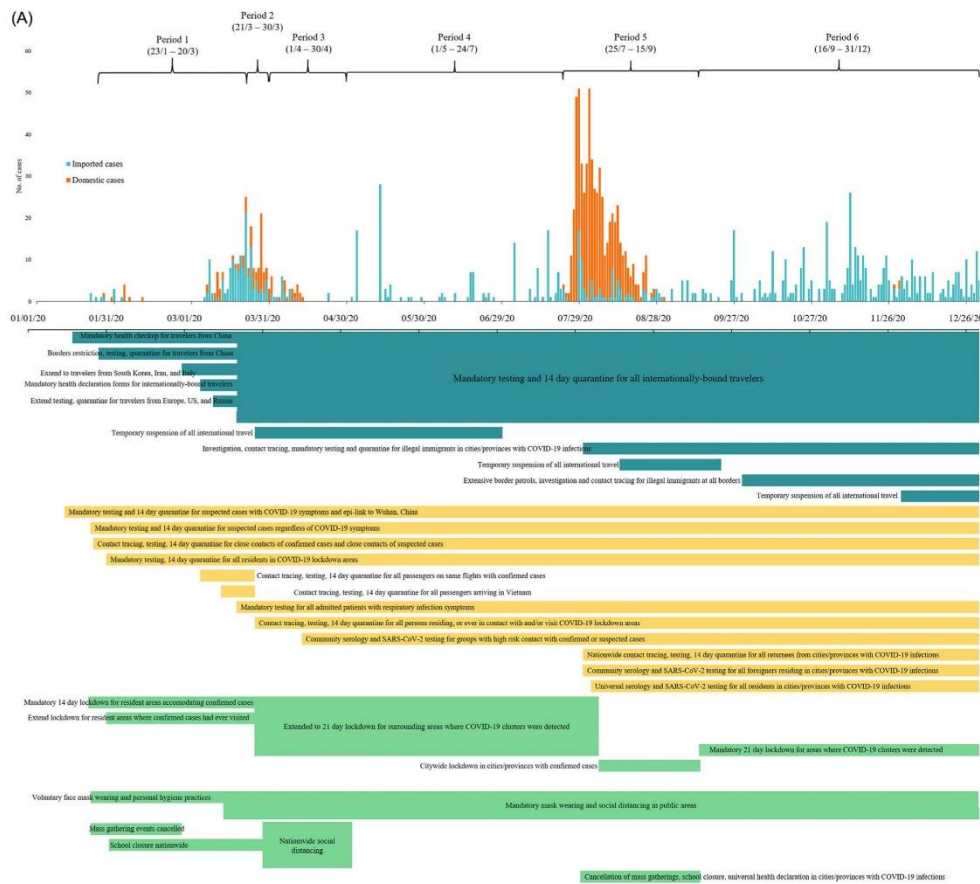 (A)
Period 1
(23/1 – 20/3)
Period 2
(21/3 – 30/3)
Period 3
(1/4 – 30/4)
Period 4
(1/5 – 24/7)
Period 5
(25/7 – 15/9)
Period 6
(16/9 – 31/12)
60
50
40
30
20
10
0
No. of cases
Imported cases
Domestic cases
01/01/20 01/31/20 03/01/20 03/31/20 04/30/20 05/30/20 06/29/20 07/29/20 08/28/20 09/27/20 10/27/20 11/26/20 12/26/20
Mandatory health checkup for travelers from China
Borders restriction, testing, quarantine for travelers from China
Extend to travelers from South Korea, Iran, and Italy
Mandatory health declaration forms for internationally-bound travelers
Extend testing, quarantine for travelers from Europe, US, and Russia
Mandatory testing and 14 day quarantine for all internationally-bound travelers
Temporary suspension of all international travel
Investigation, contact tracing, mandatory testing and quarantine for illegal immigrants in cities/provinces with COVID-19 infections
Temporary suspension of all international travel
Extensive border patrols, investigation and contact tracing for illegal immigrants at all borders
Temporary suspension of all international travel
Mandatory testing and 14 day quarantine for suspected cases with COVID-19 symptoms and epi-link to Wuhan, China
Mandatory testing and 14 day quarantine for suspected cases regardless of COVID-19 symptoms
Contact tracing, testing, 14 day quarantine for close contacts of confirmed cases and close contacts of suspected cases
Mandatory testing, 14 day quarantine for all residents in COVID-19 lockdown areas
Contact tracing, testing, 14 day quarantine for all passengers on same flights with confirmed cases
Contact tracing, testing, 14 day quarantine for all passengers arriving in Vietnam
Mandatory testing for all admitted patients with respiratory infection symptoms
Contact tracing, testing, 14 day quarantine for all persons residing, or ever in contact with and/or visit COVID-19 lockdown areas
Community serology and SARS-CoV-2 testing for groups with high risk contact with confirmed or suspected cases
Nationwide contact tracing, testing, 14 day quarantine for all returnees from cities/provinces with COVID-19 infections
Community serology and SARS-CoV-2 testing for all foreigners residing in cities/provinces with COVID-19 infections
Universal serology and SARS-CoV-2 testing for all residents in cities/provinces with COVID-19 infections
Mandatory 14 day lockdown for resident areas accomodating confirmed cases
Extend lockdown for resident areas where confirmed cases had ever visited
Extended to 21 day lockdown for surrounding areas where COVID-19 clusters were detected
Mandatory 21 day lockdown for areas where COVID-19 clusters were detected
Citywide lockdown in cities/provinces with confirmed cases
Voluntary face mask wearing and personal hygiene practices
Mandatory mask wearing and social distancing in public areas
Mass gathering events cancelled
School closure nationwide
Nationwide social
distancing
Cancellation of mass gatherings, school closure, universal health declaration in cities/provinces with COVID-19 infections